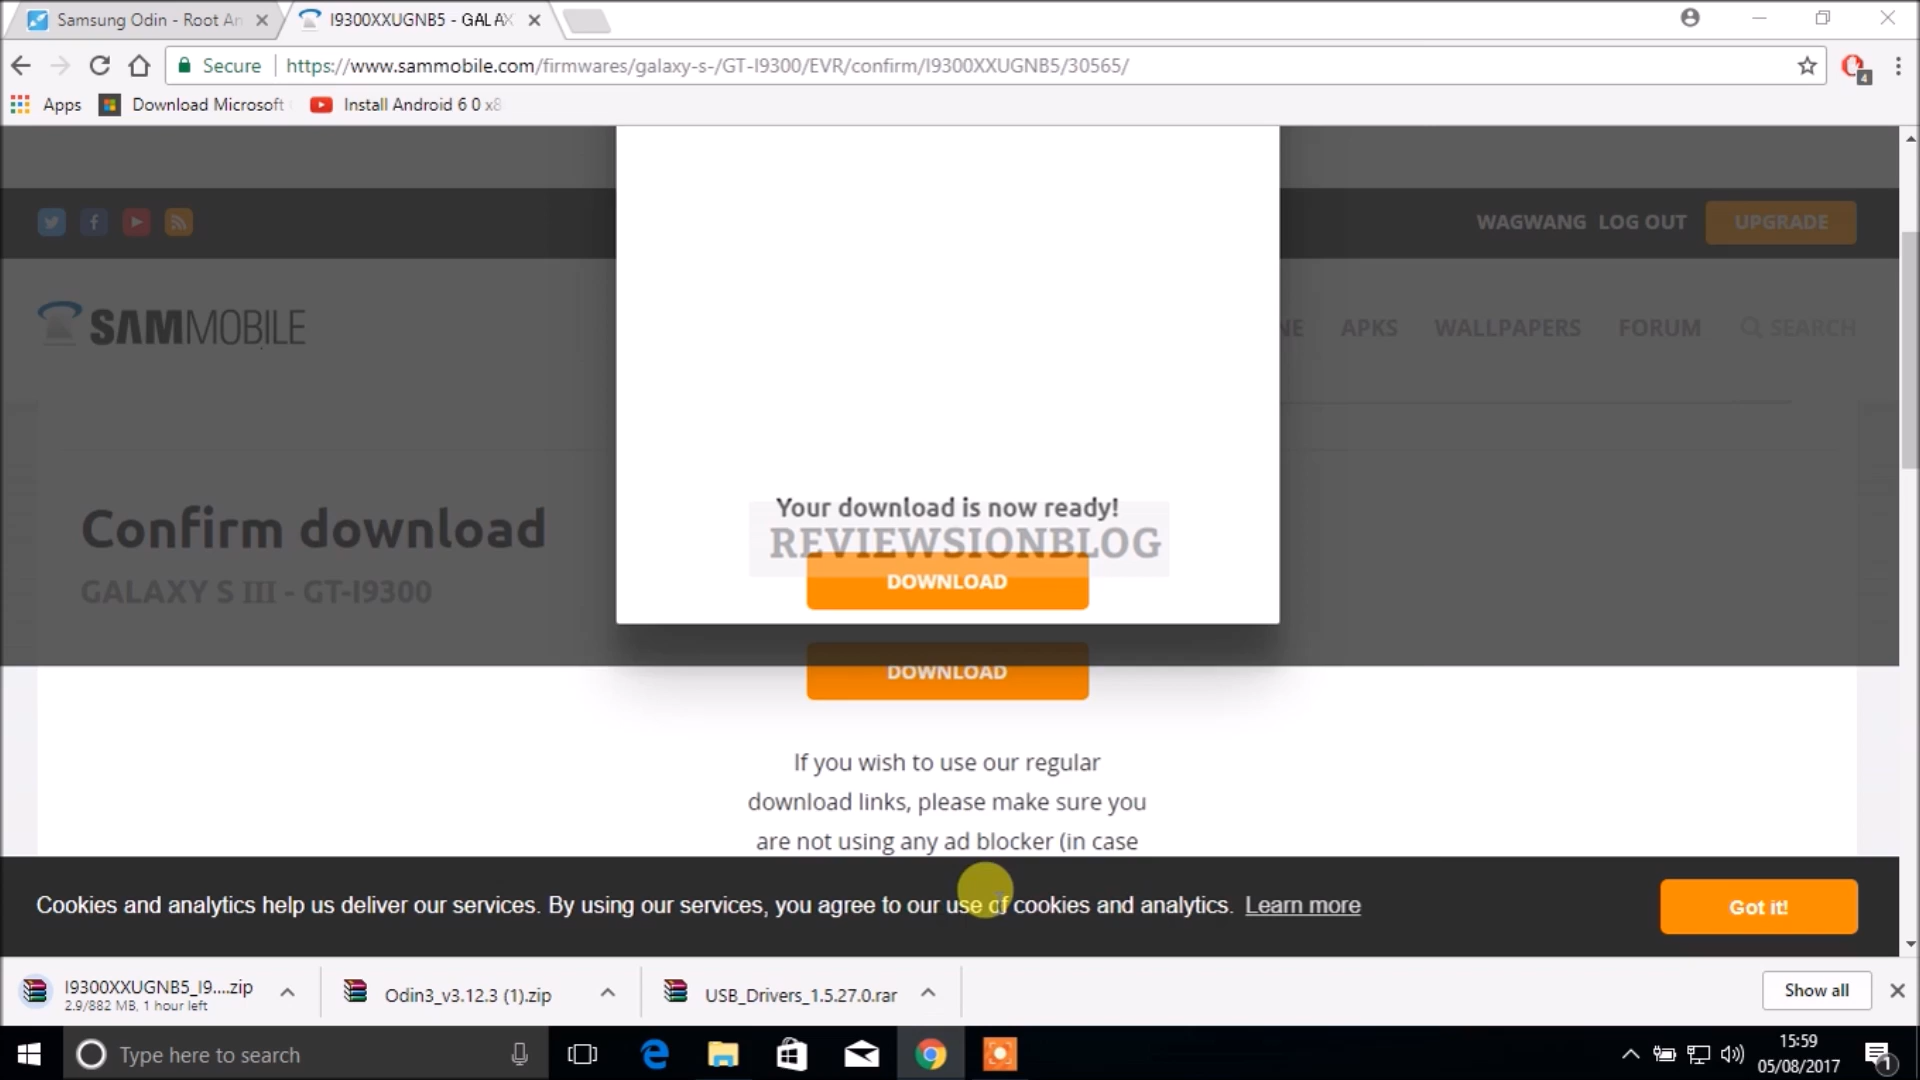 Samsung Odin - Root An
I9300XXUGNB5 - GALAX
Secure
https://www.sammobile.com/firmwares/galaxy-s-/GT-I9300/EVR/confirm/I9300XXUGNB5/30565/
4
Apps
Download Microsoft
Install Android 6 0 x8
WAGWANG LOG OUT
UPGRADE
SAMMOBILE
NE
APKS
WALLPAPERS
FORUM
SEARCH
Your download is now ready!
REVIEWSIONBLOG
DOWNLOAD
Confirm download
GALAXY S III - GT-I9300
DOWNLOAD
If you wish to use our regular
download links, please make sure you
are not using any ad blocker (in case
Cookies and analytics help us deliver our services. By using our services, you agree to our use of cookies and analytics. Learn more
Got it!
I9300XXUGNB5_I9....zip
2.9/882 MB, 1 hour left
Odin3_v3.12.3 (1).zip
USB_Drivers_1.5.27.0.rar
Show all
Type here to search
15:59
05/08/2017
1